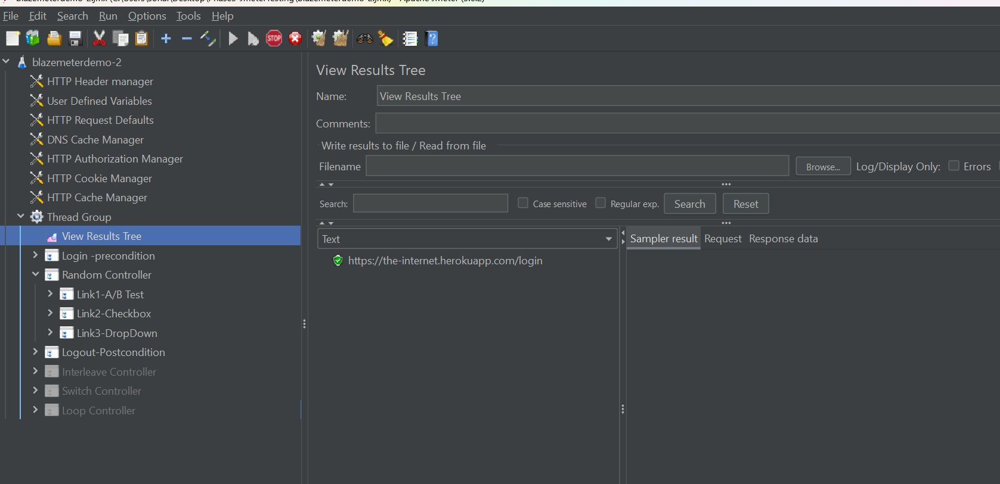 File Edit Search Run Options Tools Help
STOP
blazemeterdemo-2
HTTP Header manager
User Defined Variables
HTTP Request Defaults
DNS Cache Manager
HTTP Authorization Manager
HTTP Cookie Manager
HTTP Cache Manager
Thread Group
View Results Tree
Login -precondition
Random Controller
Link1-A/B Test
Link2-Checkbox
Link3-DropDown
Logout-Postcondition
Interleave Controller
Switch Controller
Loop Controller
View Results Tree
Name: View Results Tree
Comments:
Write results to file / Read from file
Filename Browse... Log/Display Only: Errors
Search: Case sensitive Regular exp. Search Reset
Text
https://the-internet.herokuapp.com/login
Sampler result Request Response data